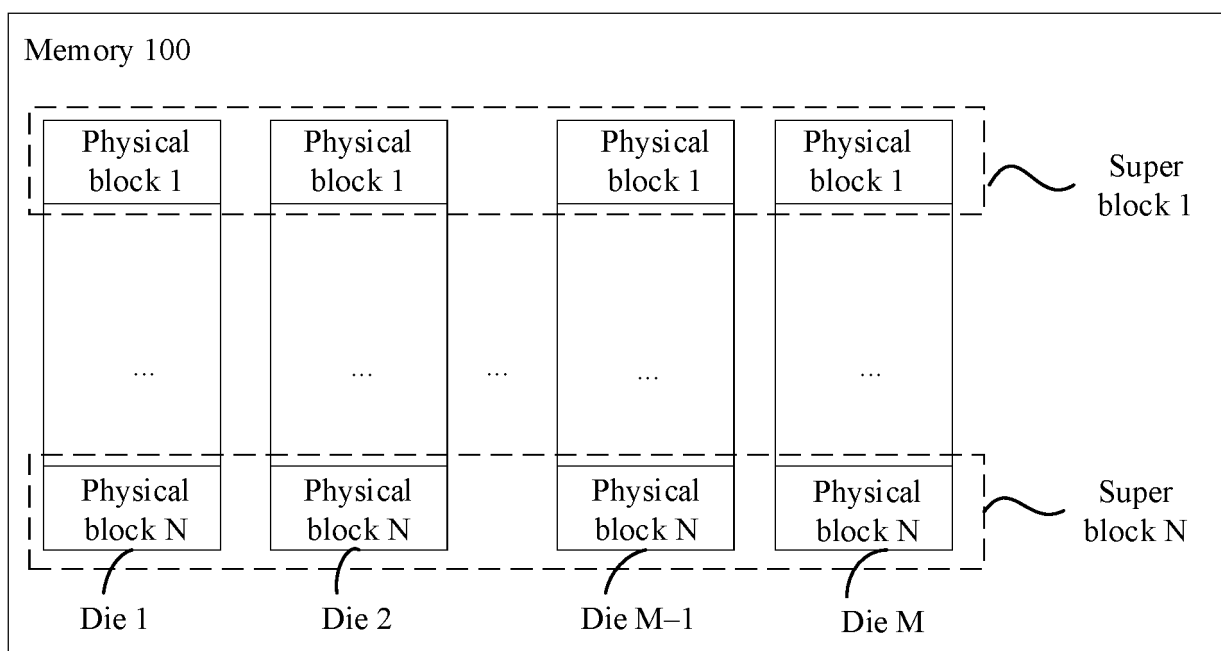 Memory 100
Physical block 1
Physical block 1
Physical block 1
Physical block 1
Super block 1
...
...
...
...
...
Physical block N
Physical block N
Physical block N
Physical block N
Super block N
Die 1
Die 2
Die M–1
Die M